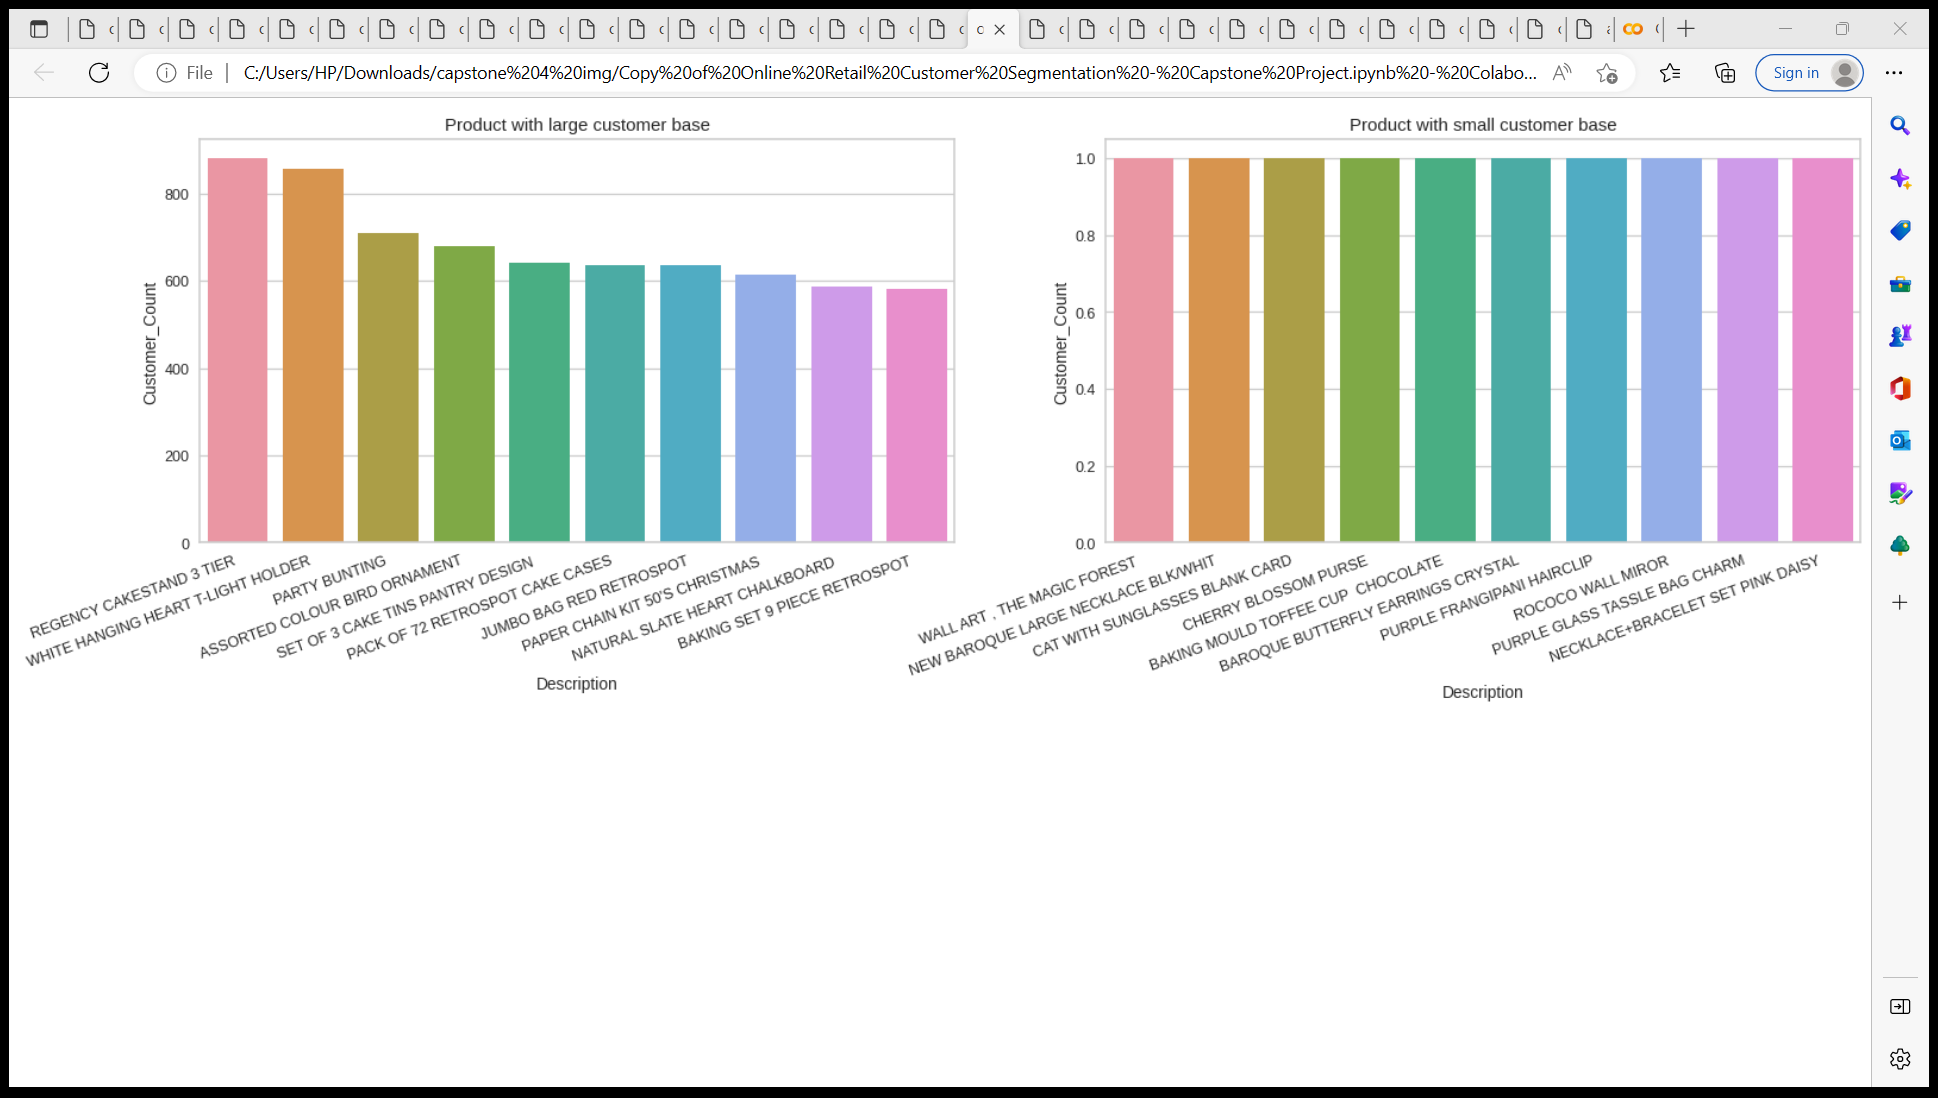 File
C:/Users/HP/Downloads/capstone%204%20img/Copy%20of%20Online%20Retail%20Customer%20Segmentation%20-%20Capstone%20Project.ipynb%20-%20Colabo...
Sign in
Product with large customer base
Customer_Count
800
600
400
200
0
REGENCY CAKESTAND 3 TIER
WHITE HANGING HEART T-LIGHT HOLDER
PARTY BUNTING
ASSORTED COLOUR BIRD ORNAMENT
SET OF 3 CAKE TINS PANTRY DESIGN
PACK OF 72 RETROSPOT CAKE CASES
JUMBO BAG RED RETROSPOT
PAPER CHAIN KIT 50'S CHRISTMAS
NATURAL SLATE HEART CHALKBOARD
BAKING SET 9 PIECE RETROSPOT
Description
Product with small customer base
Customer_Count
1.0
0.8
0.6
0.4
0.2
0.0
WALL ART , THE MAGIC FOREST
NEW BAROQUE LARGE NECKLACE BLK/WHIT
CAT WITH SUNGLASSES BLANK CARD
CHERRY BLOSSOM PURSE
BAKING MOULD TOFFEE CUP  CHOCOLATE
BAROQUE BUTTERFLY EARRINGS CRYSTAL
PURPLE FRANGIPANI HAIRCLIP
ROCOCO WALL MIROR
PURPLE GLASS TASSLE BAG CHARM
NECKLACE+BRACELET SET PINK DAISY
Description